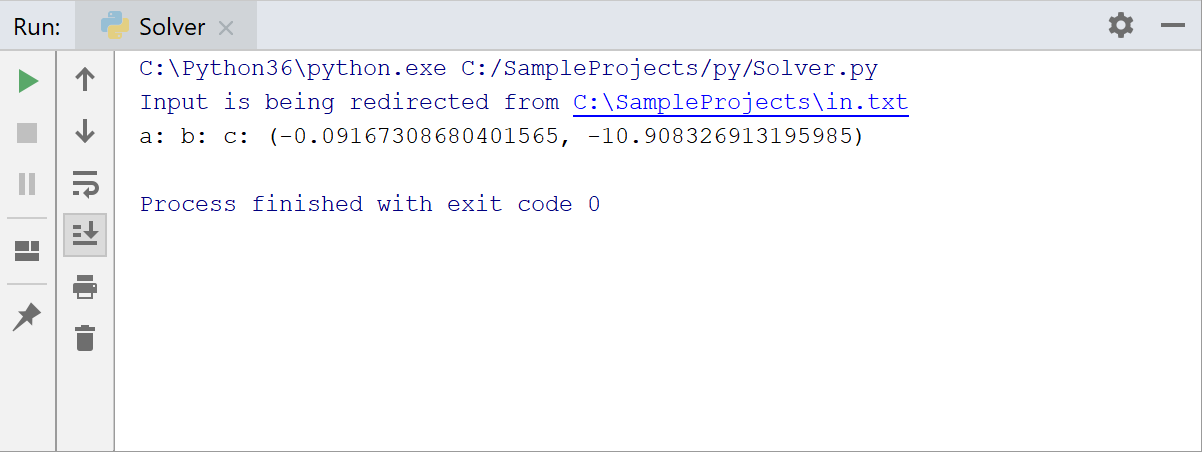 Run: Solver
C:\Python36\python.exe C:/SampleProjects/py/Solver.py
Input is being redirected from C:\SampleProjects\in.txt
a: b: c: (-0.09167308680401565, -10.908326913195985)
Process finished with exit code 0